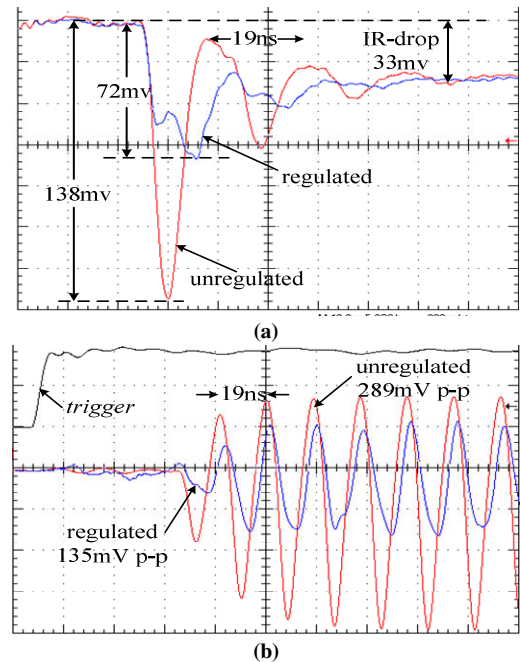 19ns
IR-drop
33mv
72mv
138mv
regulated
unregulated
(a)
trigger
19ns
unregulated
289mV p-p
regulated
135mV p-p
(b)